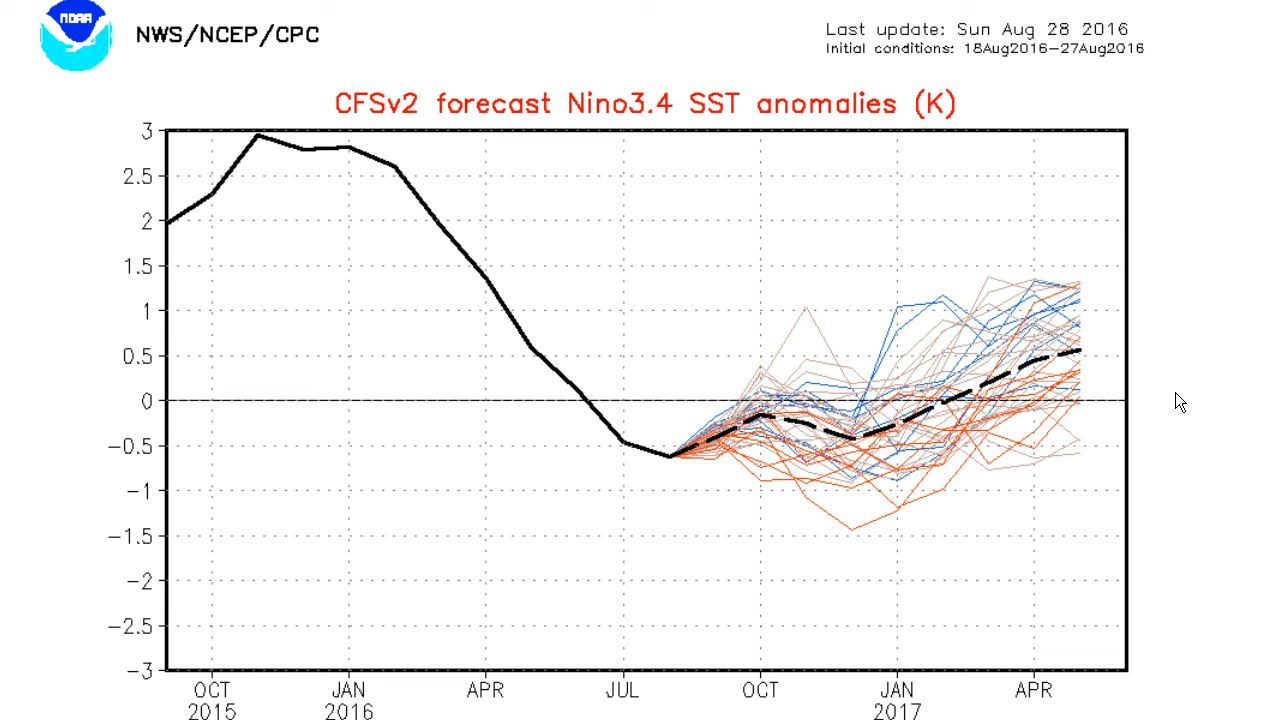 NOAA
NWS/NCEP/CPC
Last update: Sun Aug 28 2016
Initial conditions: 18Aug2016-27Aug2016
CFSv2 forecast Nino3.4 SST anomalies (K)
3
2.5
2
1.5
1
0.5
0
-0.5
-1
-1.5
-2
-2.5
-3
OCT JAN APR JUL OCT JAN APR
2015 2016 2017